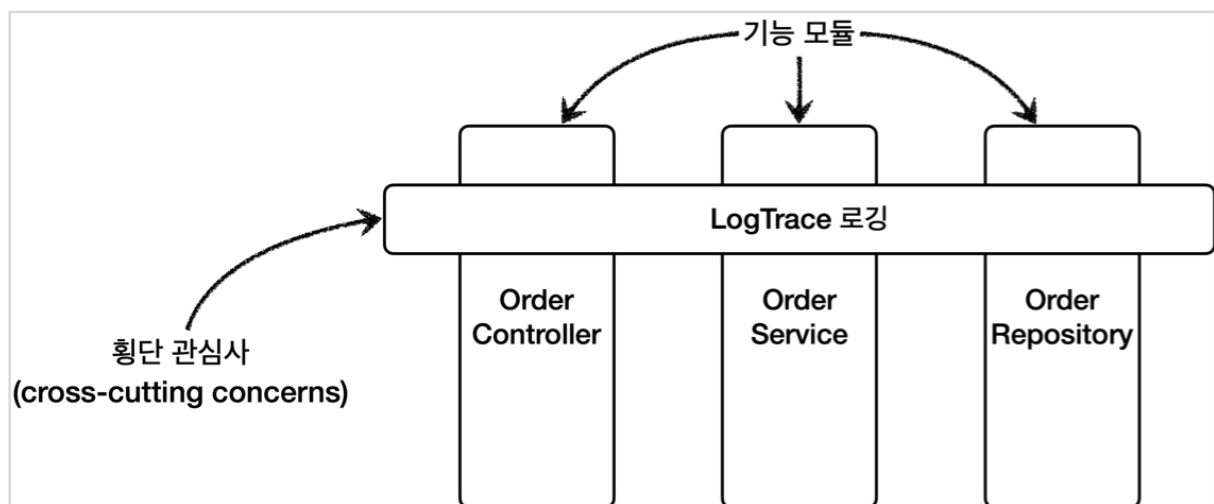 기능 모듈
LogTrace 로깅
Order
Controller
Order
Service
Order
Repository
횡단 관심사
(cross-cutting concerns)